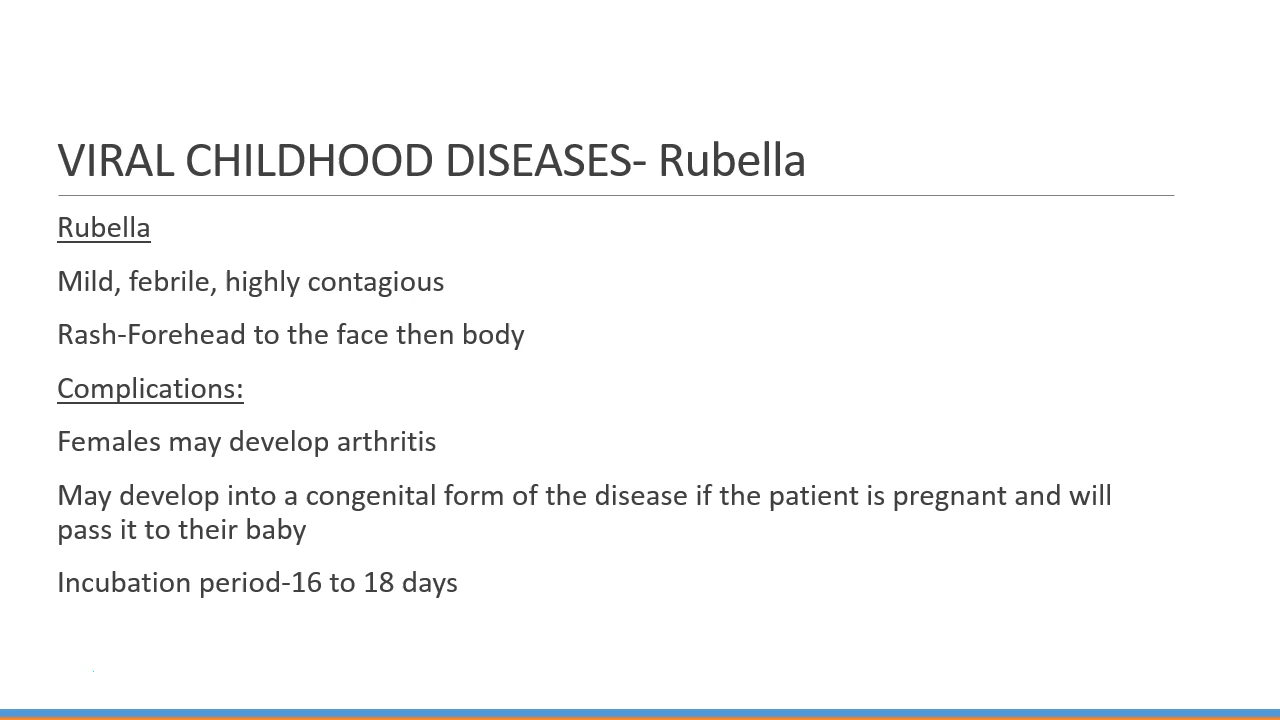 VIRAL CHILDHOOD DISEASES- Rubella
Rubella
Mild, febrile, highly contagious
Rash-Forehead to the face then body
Complications:
Females may develop arthritis
May develop into a congenital form of the disease if the patient is pregnant and will
pass it to their baby
Incubation period-16 to 18 days